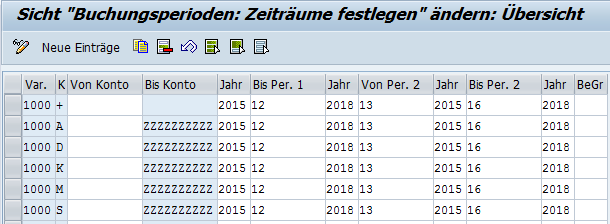 Sicht "Buchungsperioden: Zeiträume festlegen" ändern: Übersicht
Neue Einträge
Var. K Von Konto Bis Konto Jahr Bis Per. 1 Jahr Von Per. 2 Jahr Bis Per. 2 Jahr BeGr
1000 + 2015 12 2018 13 2015 16 2018
1000 A ZZZZZZZZZZ 2015 12 2018 13 2015 16 2018
1000 D ZZZZZZZZZZ 2015 12 2018 13 2015 16 2018
1000 K ZZZZZZZZZZ 2015 12 2018 13 2015 16 2018
1000 M ZZZZZZZZZZ 2015 12 2018 13 2015 16 2018
1000 S ZZZZZZZZZZ 2015 12 2018 13 2015 16 2018